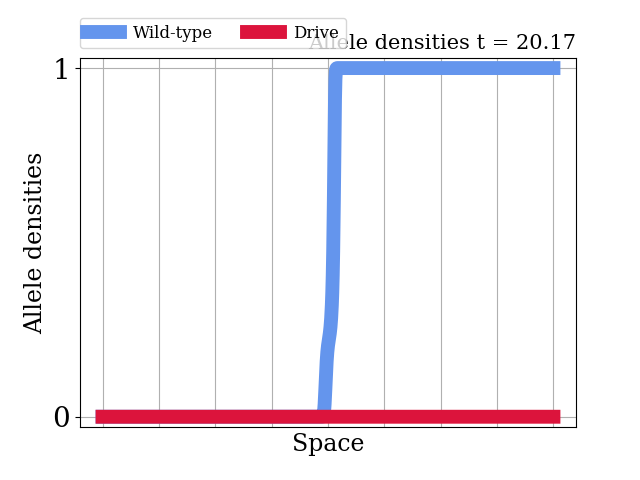 Wild-type Drive
Allele densities t = 20.17
1
Allele densities
0
Space